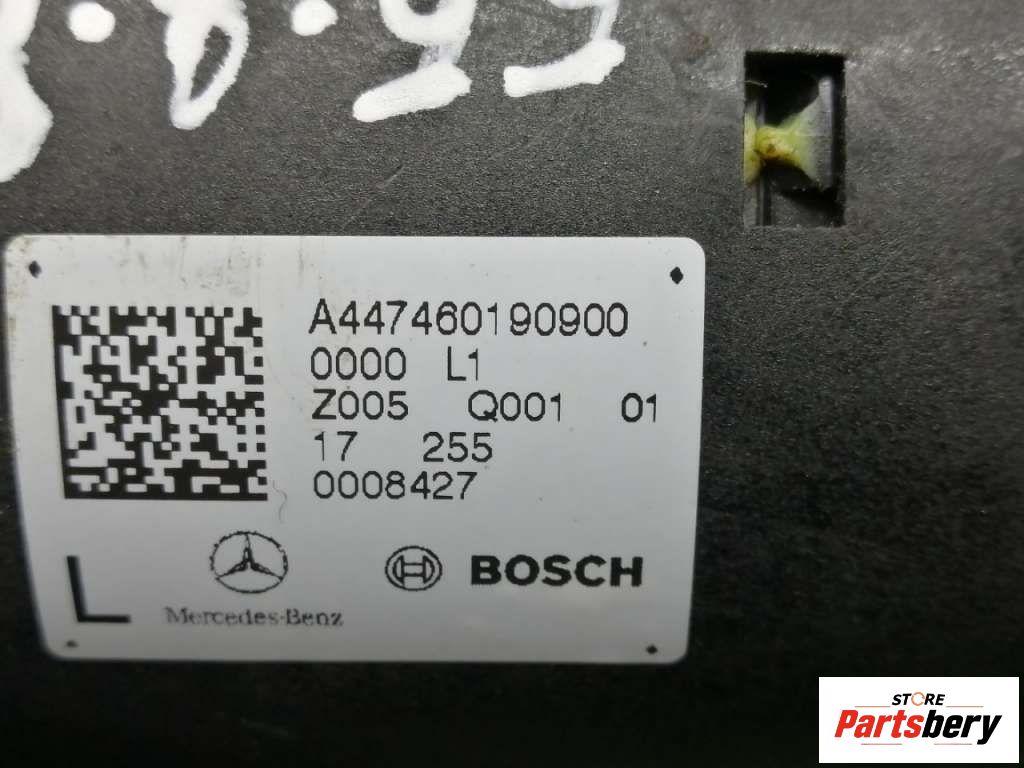 A447460190900
0000 L1
Z005 Q001 01
17 255
0008427
L
Mercedes-Benz
BOSCH
STORE
Partsbery